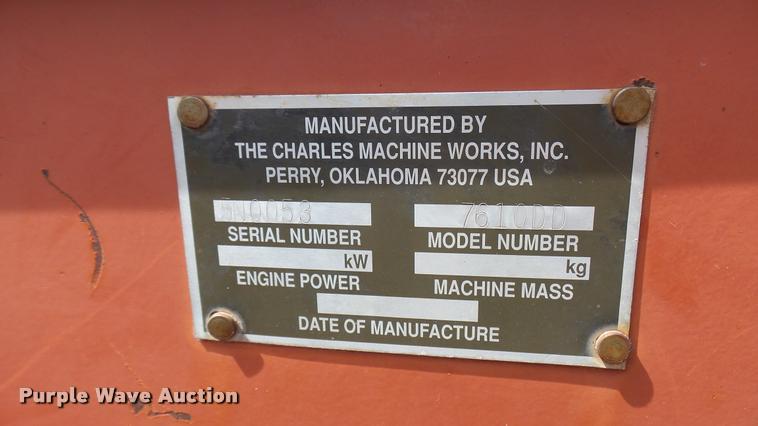 MANUFACTURED BY
THE CHARLES MACHINE WORKS, INC.
PERRY, OKLAHOMA 73077 USA
7610DD
SERIAL NUMBER
MODEL NUMBER
kW
kg
ENGINE POWER
MACHINE MASS
DATE OF MANUFACTURE
Purple Wave Auction